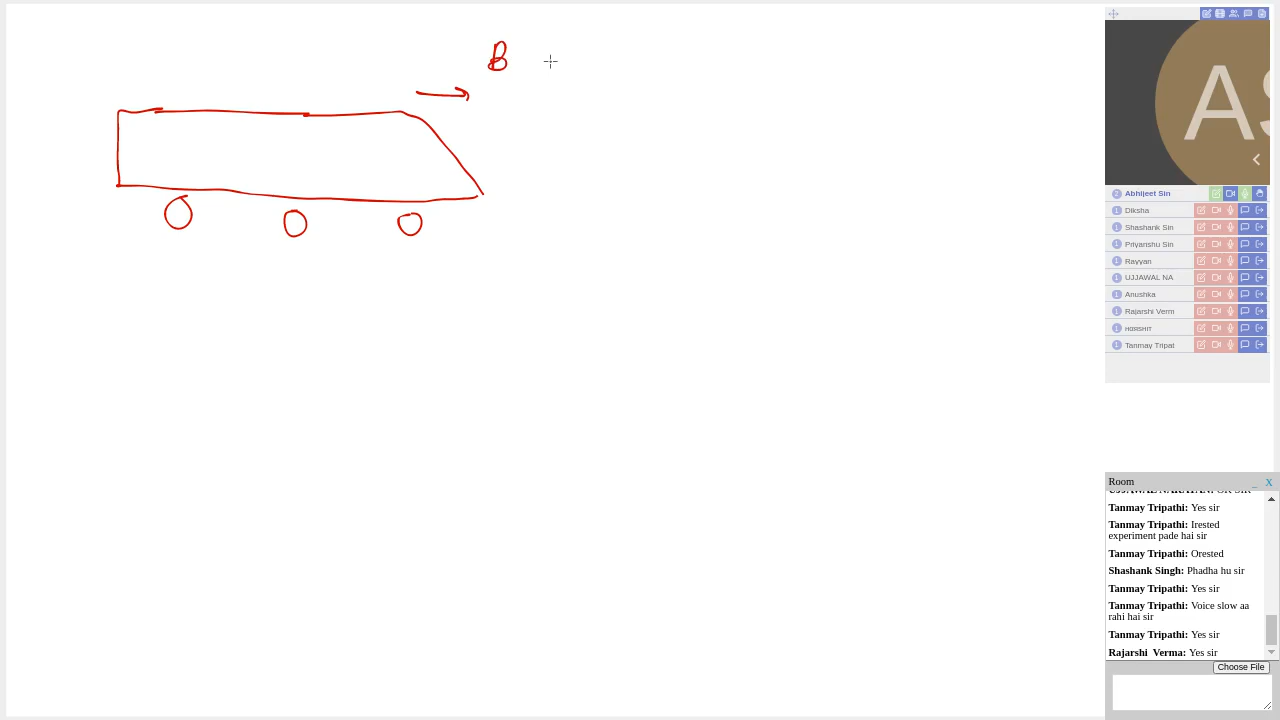 B
AS
Abhijeet Sin
Diksha
Shashank Sin
Priyanshu Sin
Rayyan
UJJAWAL NA
Anushka
Rajarshi Verm
HαRSHIT
Tanmay Tripat
Room
_ X
Tanmay Tripathi: Yes sir
Tanmay Tripathi: Irested
experiment pade hai sir
Tanmay Tripathi: Orested
Shashank Singh: Phadha hu sir
Tanmay Tripathi: Yes sir
Tanmay Tripathi: Voice slow aa
rahi hai sir
Tanmay Tripathi: Yes sir
Rajarshi Verma: Yes sir
Choose File